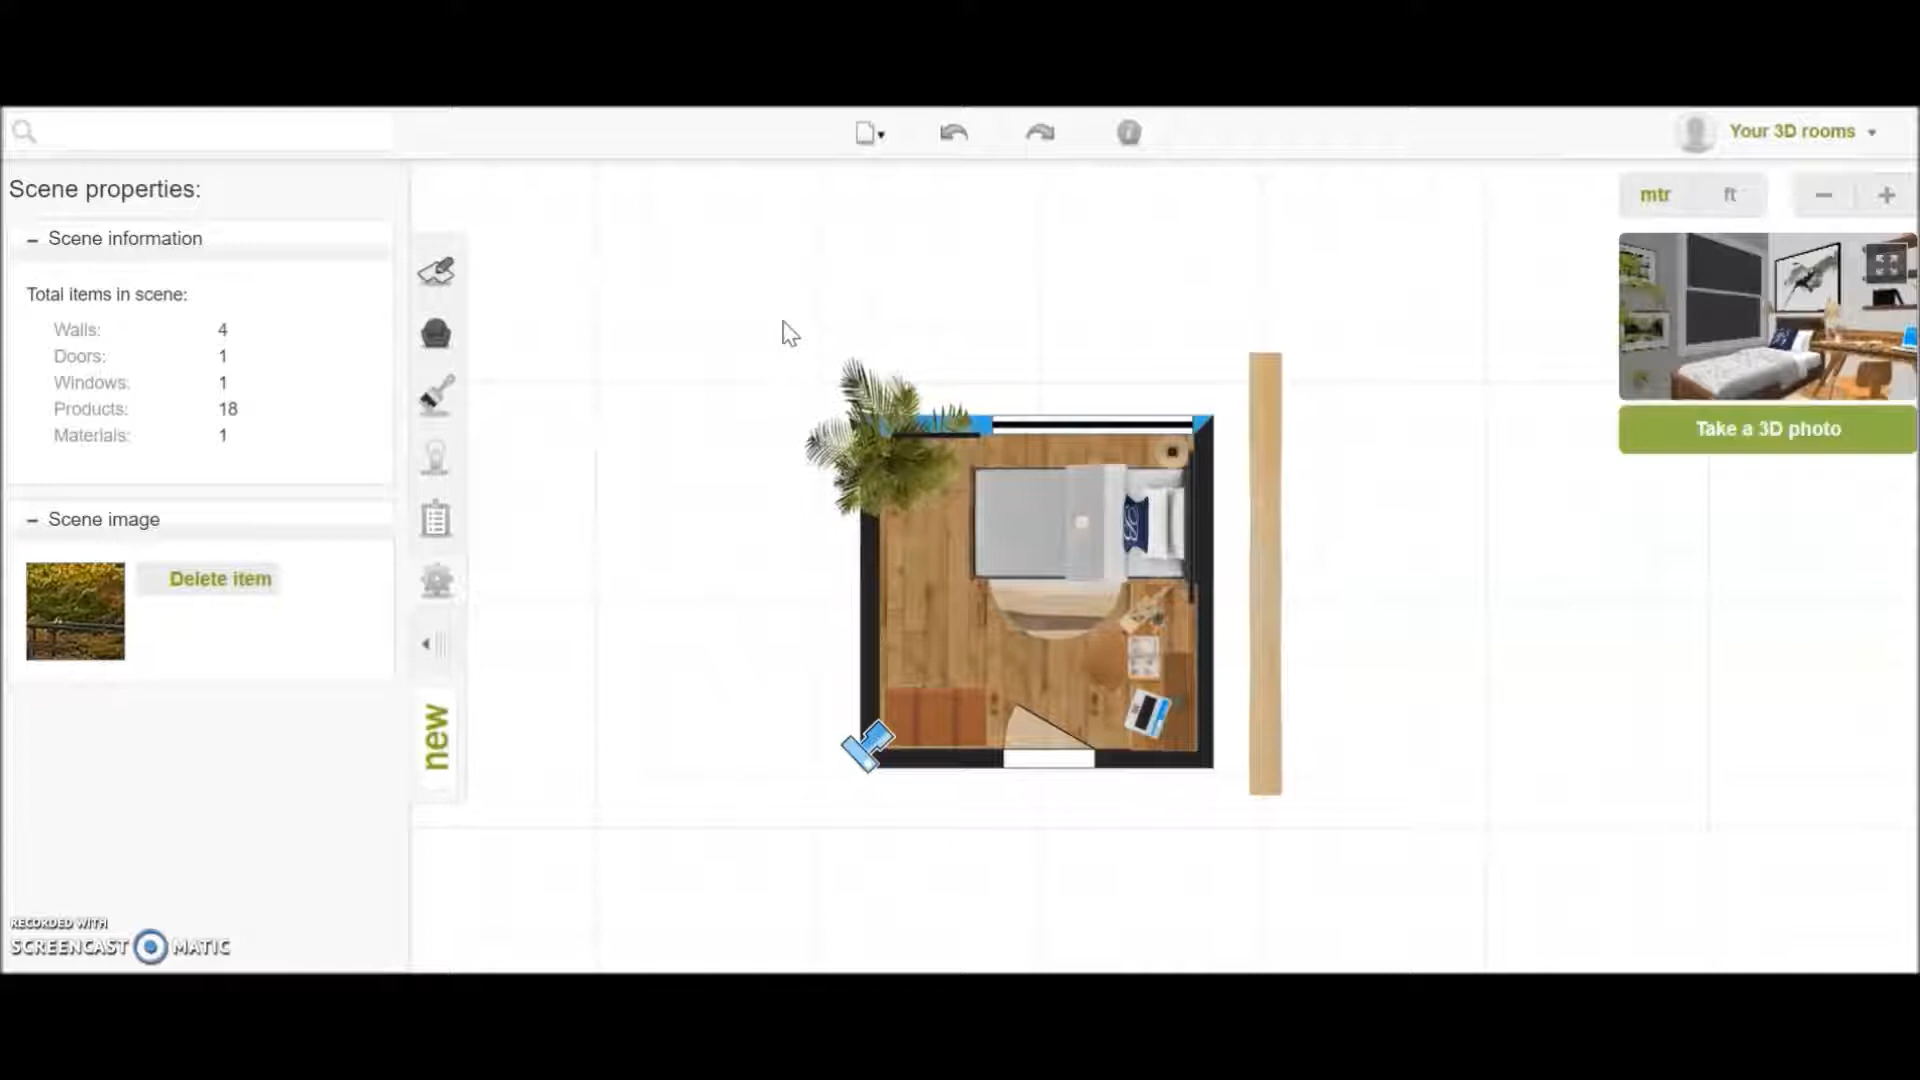 Your 3D rooms
Scene properties:
mtr ft
Scene information
Total items in scene:
Walls: 4
Doors: 1
Windows: 1
Products: 18
Materials: 1
Take a 3D photo
Scene image
Delete item
new
RECORDED WITH
SCREENCAST MATIC